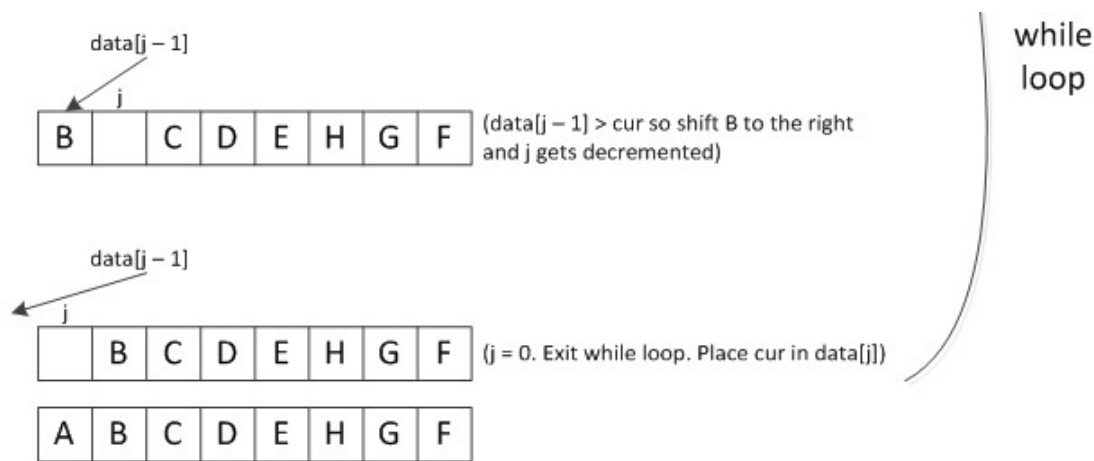 while
loop
data[j – 1]
j
B C D E H G F
(data[j – 1] > cur so shift B to the right
and j gets decremented)
data[j – 1]
j
B C D E H G F
(j = 0. Exit while loop. Place cur in data[j])
A B C D E H G F